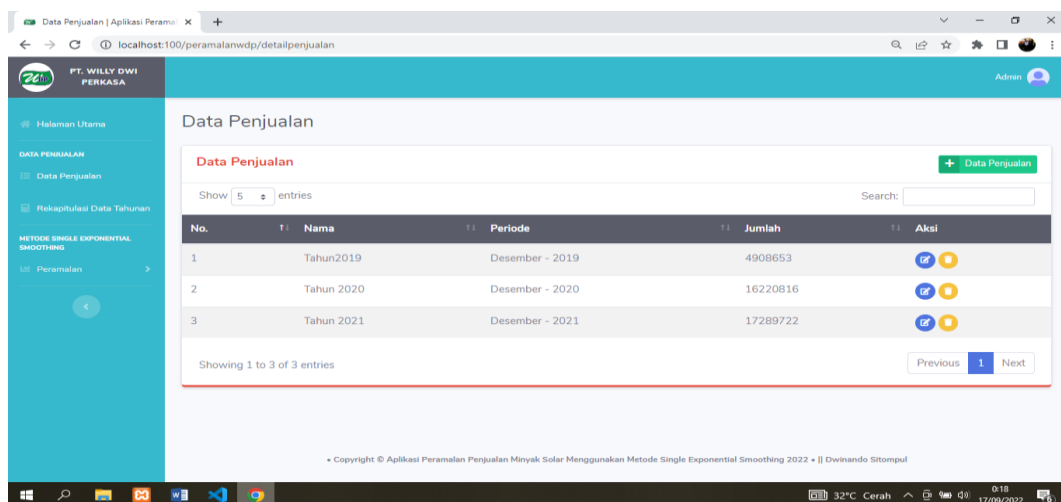 Data Penjualan | Aplikasi Peramal
localhost:100/peramalanwdp/detailpenjualan
PT. WILLY DWI
PERKASA
Admin
Halaman Utama
DATA PENJUALAN
Data Penjualan
Rekapitulasi Data Tahunan
METODE SINGLE EXPONENTIAL
SMOOTHING
Peramalan
Data Penjualan
Data Penjualan
+ Data Penjualan
Show 5 entries
Search:
No. Nama Periode Jumlah Aksi
1 Tahun2019 Desember - 2019 4908653
2 Tahun 2020 Desember - 2020 16220816
3 Tahun 2021 Desember - 2021 17289722
Showing 1 to 3 of 3 entries
Previous 1 Next
• Copyright © Aplikasi Peramalan Penjualan Minyak Solar Menggunakan Metode Single Exponential Smoothing 2022 • || Dwinando Sitompul
32°C Cerah
0:18
17/09/2022